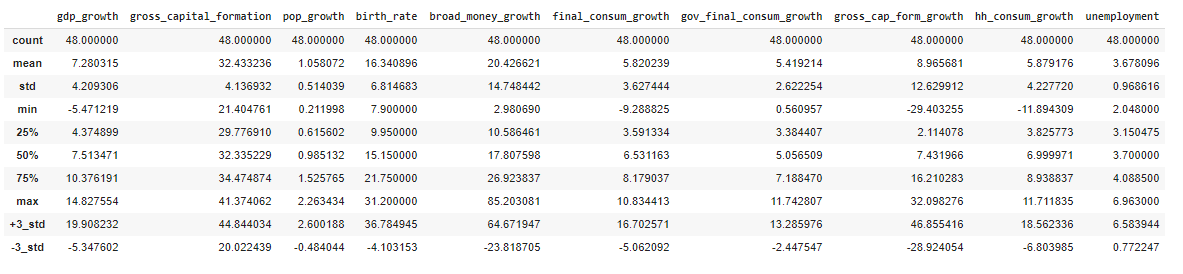 gdp_growth gross_capital_formation pop_growth birth_rate broad_money_growth final_consum_growth gov_final_consum_growth gross_cap_form_growth hh_consum_growth unemployment
count 48.000000 48.000000 48.000000 48.000000 48.000000 48.000000 48.000000 48.000000 48.000000 48.000000
mean 7.280315 32.433236 1.058072 16.340896 20.426621 5.820239 5.419214 8.965681 5.879176 3.678096
std 4.209306 4.136932 0.514039 6.814683 14.748442 3.627444 2.622254 12.629912 4.227720 0.968616
min -5.471219 21.404761 0.211998 7.900000 2.980690 -9.288825 0.560957 -29.403255 -11.894309 2.048000
25% 4.374899 29.776910 0.615602 9.950000 10.586461 3.591334 3.384407 2.114078 3.825773 3.150475
50% 7.513471 32.335229 0.985132 15.150000 17.807598 6.531163 5.056509 7.431966 6.999971 3.700000
75% 10.376191 34.474874 1.525765 21.750000 26.923837 8.179037 7.188470 16.210283 8.938837 4.088500
max 14.827554 41.374062 2.263434 31.200000 85.203081 10.834413 11.742807 32.098276 11.711835 6.963000
+3_std 19.908232 44.844034 2.600188 36.784945 64.671947 16.702571 13.285976 46.855416 18.562336 6.583944
-3_std -5.347602 20.022439 -0.484044 -4.103153 -23.818705 -5.062092 -2.447547 -28.924054 -6.803985 0.772247